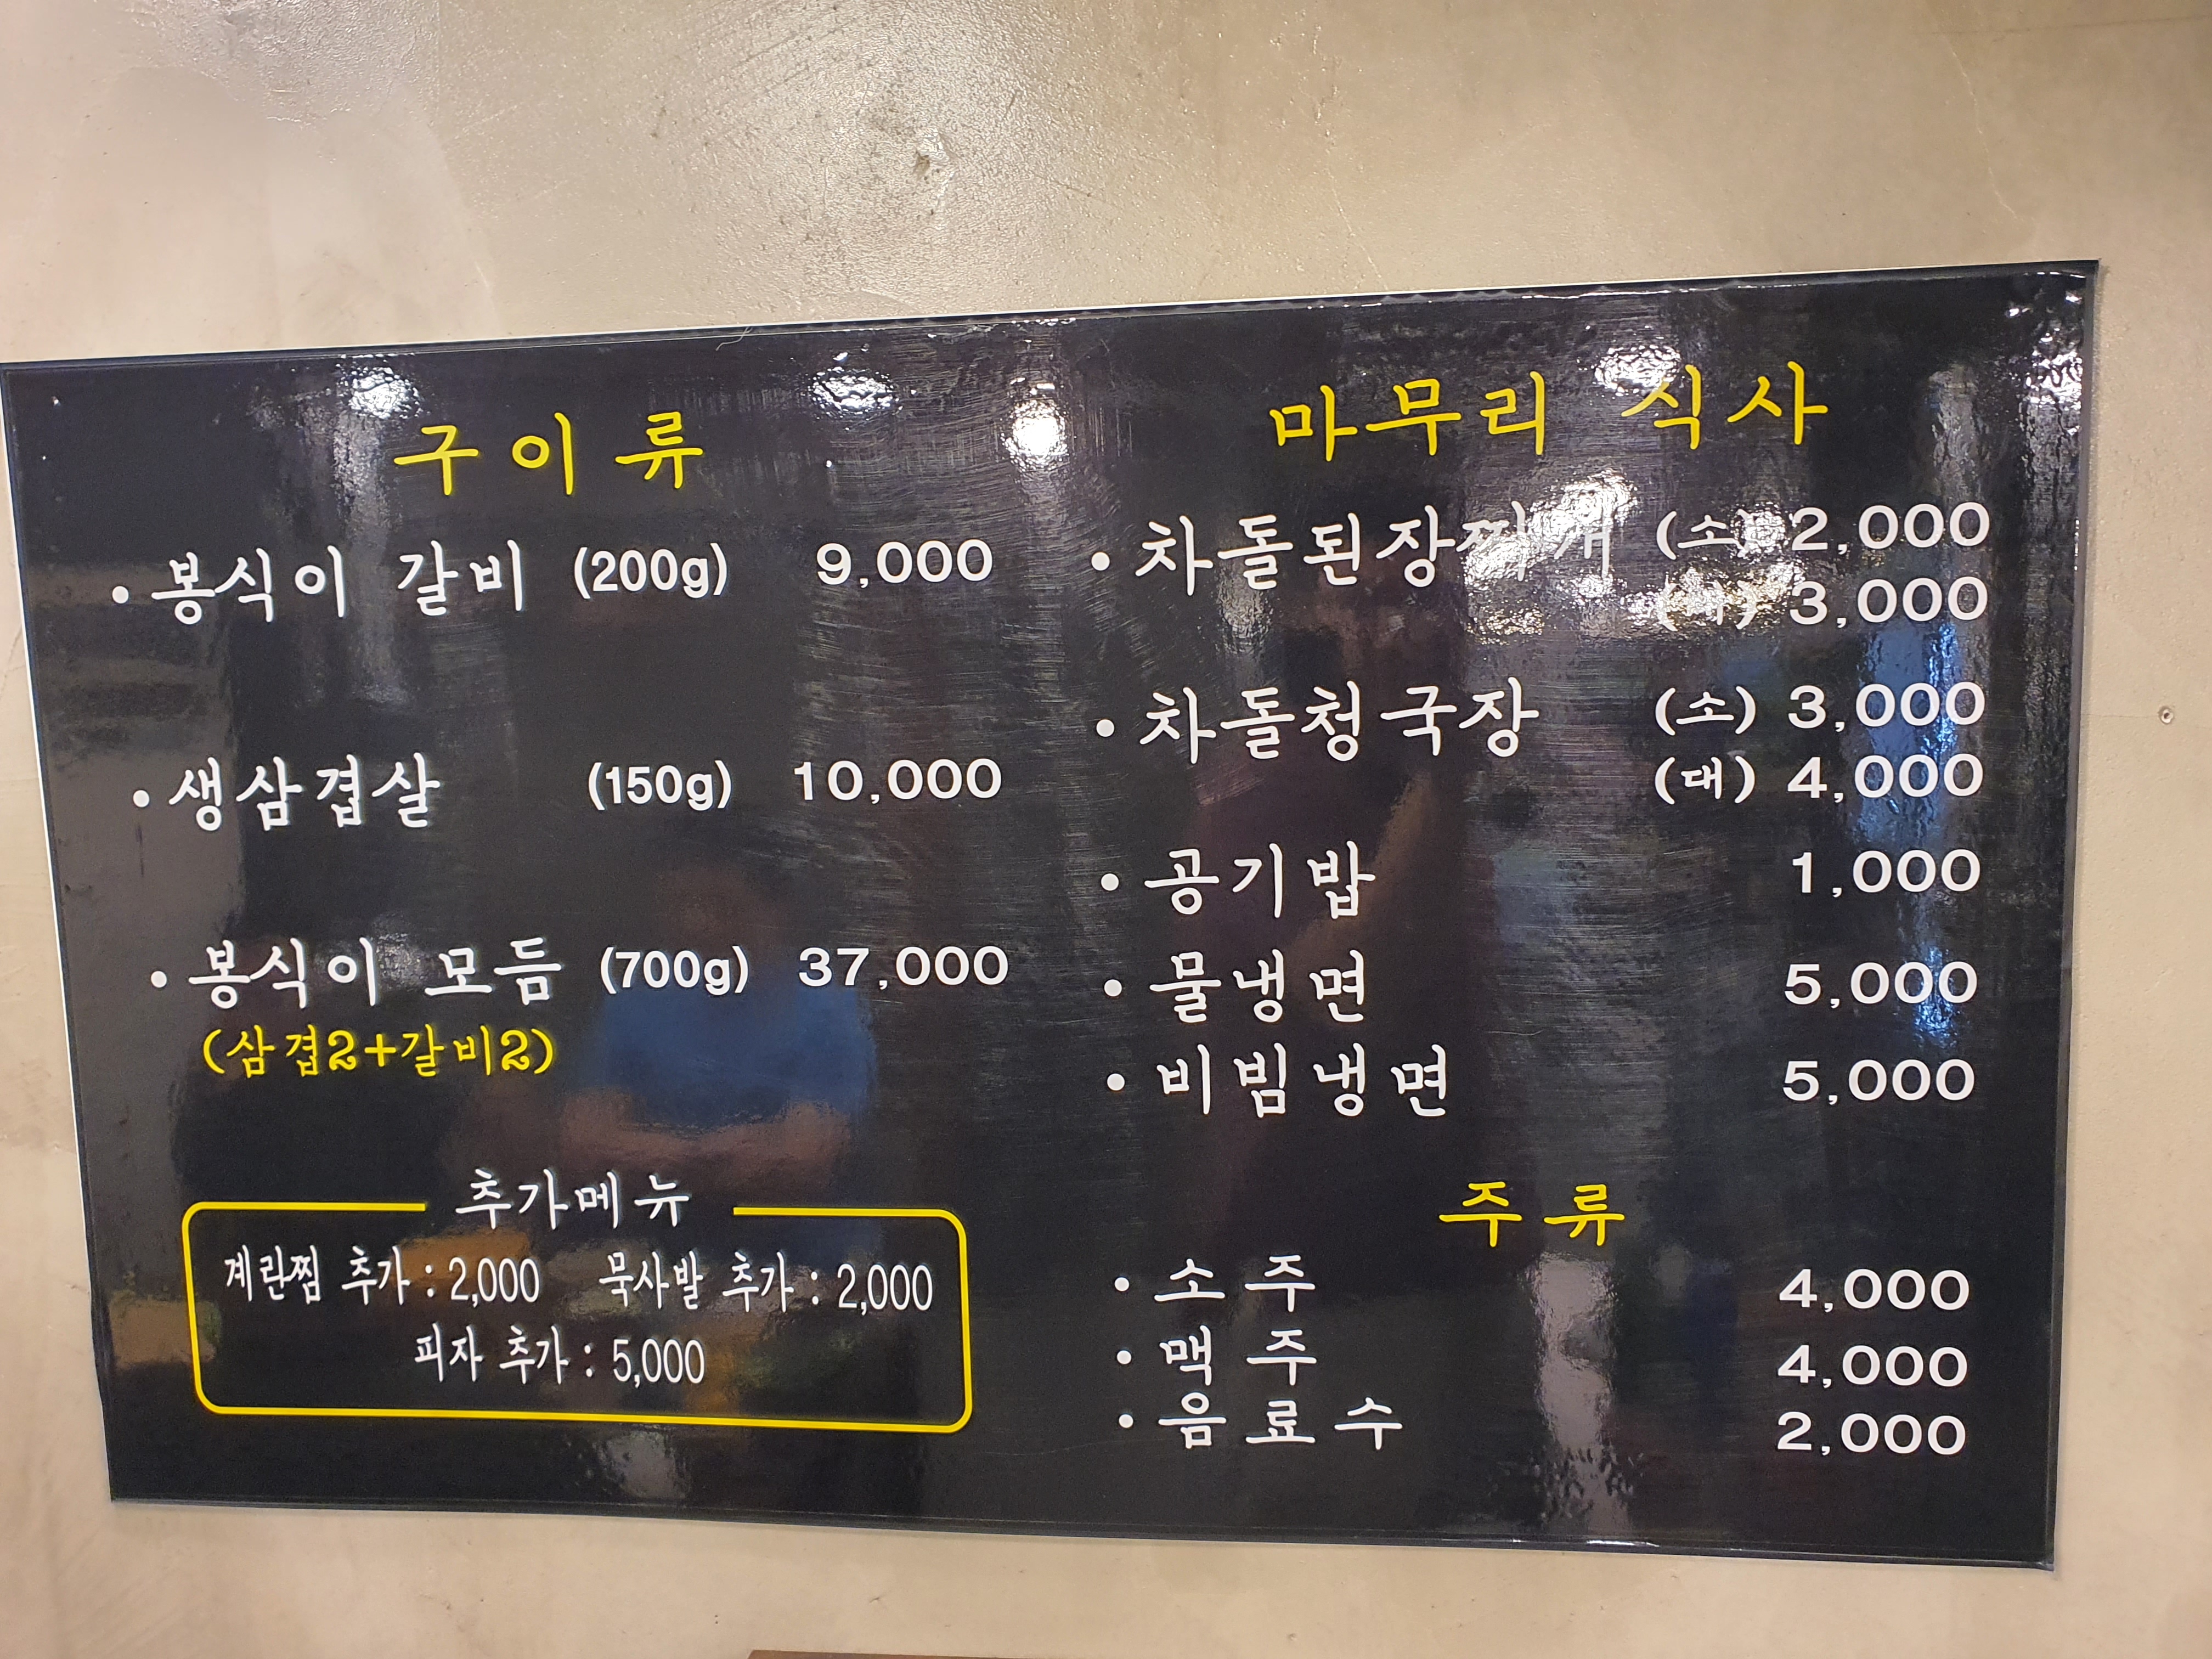 구이류
· 봉식이 갈비 (200g) 9,000
· 생삼겹살 (150g) 10,000
· 봉식이 모듬 (700g) 37,000
(삼겹2+갈비2)
추가메뉴
계란찜 추가 : 2,000 묵사발 추가 : 2,000
피자 추가 : 5,000
마무리 식사
· 차돌된장찌개 (소) 2,000
(대) 3,000
· 차돌청국장 (소) 3,000
(대) 4,000
· 공기밥 1,000
· 물냉면 5,000
· 비빔냉면 5,000
주류
· 소주 4,000
· 맥주 4,000
· 음료수 2,000